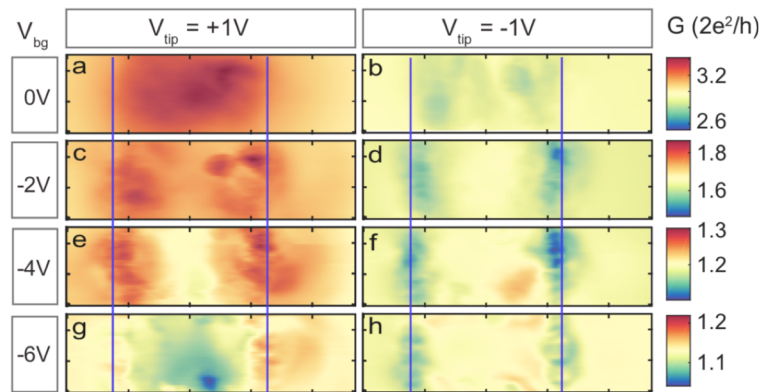 V_bg V_tip = +1V V_tip = -1V G (2e²/h)
0V a b 3.2 2.6
-2V c d 1.8 1.6
-4V e f 1.3 1.2
-6V g h 1.2 1.1